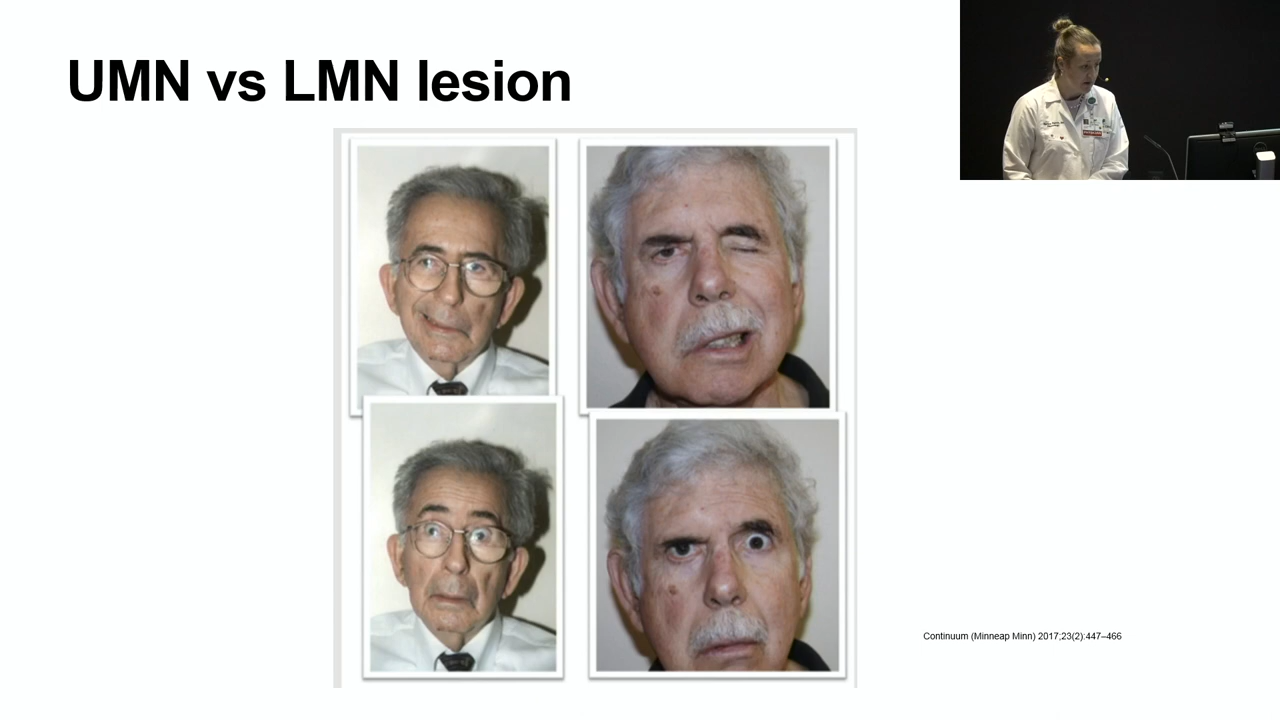 UMN vs LMN lesion
Continuum (Minneap Minn) 2017;23(2):447–466